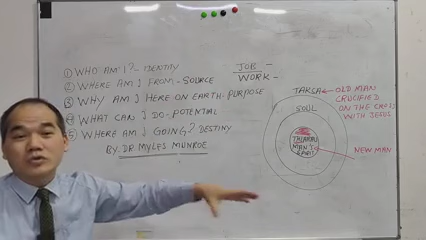 ① WHO AM I? - IDENTITY
② WHERE AM I FROM - SOURCE
③ WHY AM I HERE ON EARTH - PURPOSE
④ WHAT CAN I DO - POTENTIAL
⑤ WHERE AM I GOING? DESTINY
BY DR MYLES MUNROE
JOB -
WORK -
OLD MAN
CRUCIFIED
ON THE CROSS
WITH JESUS
SOUL
MAN'S
SPIRIT
NEW MAN